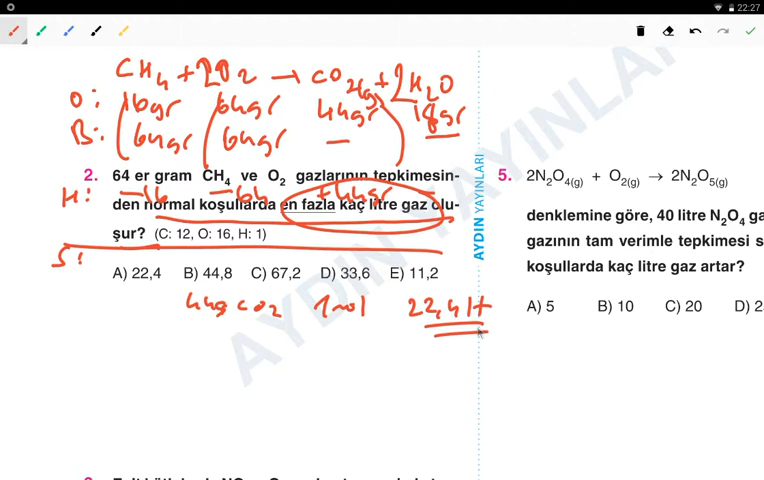 22:27
CH4 + 2O2 → CO2(g) + 2H2O
O: 16gr 64gr 44gr 18gr
B: 64gr 64gr —
2. 64 er gram CH4 ve O2 gazlarının tepkimesin-
H: –16 –64 +44gr
den normal koşullarda en fazla kaç litre gaz olu-
şur? (C: 12, O: 16, H: 1)
S:
A) 22,4 B) 44,8 C) 67,2 D) 33,6 E) 11,2
44g CO2 1mol 22,4 lt
AYDIN YAYINLARI
5. 2N2O4(g) + O2(g) → 2N2O5(g)
denklemine göre, 40 litre N2O4 ga
gazının tam verimle tepkimesi s
koşullarda kaç litre gaz artar?
A) 5 B) 10 C) 20 D) 2
AYDIN YAYINLARI